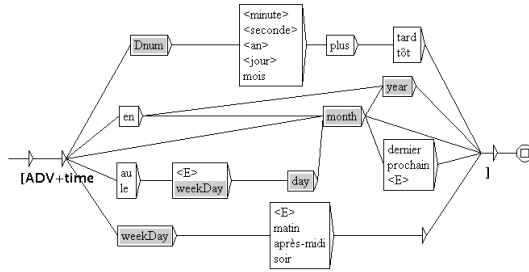 Dnum
<minute>
<seconde>
<an>
<jour>
mois
plus
tard
tôt
en
month
year
dernier
prochain
<E>
[ADV+time
]
au
le
<E>
weekDay
day
weekDay
<E>
matin
après-midi
soir